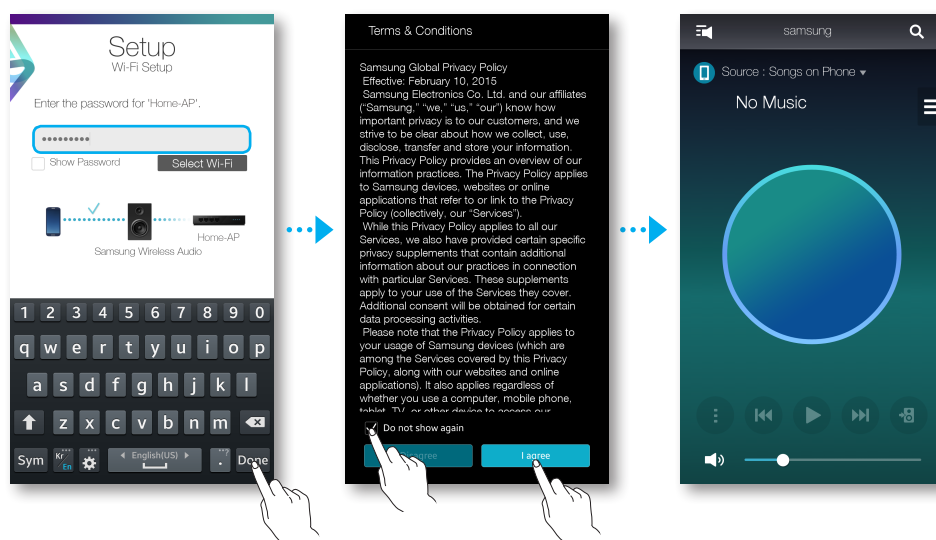 Setup
Wi-Fi Setup
Enter the password for 'Home-AP'.
•••••••••
Show Password
Select Wi-Fi
Home-AP
Samsung Wireless Audio
1 2 3 4 5 6 7 8 9 0
q w e r t y u i o p
a s d f g h j k l
z x c v b n m
Sym Kr En English(US) . Done
Terms & Conditions
Samsung Global Privacy Policy
Effective: February 10, 2015
Samsung Electronics Co. Ltd. and our affiliates
(“Samsung,” “we,” “us,” “our”) know how
important privacy is to our customers, and we
strive to be clear about how we collect, use,
disclose, transfer and store your information.
This Privacy Policy provides an overview of our
information practices. The Privacy Policy applies
to Samsung devices, websites or online
applications that refer to or link to the Privacy
Policy (collectively, our “Services”).
While this Privacy Policy applies to all our
Services, we also have provided certain specific
privacy supplements that contain additional
information about our practices in connection
with particular Services. These supplements
apply to your use of the Services they cover.
Additional consent will be obtained for certain
data processing activities.
Please note that the Privacy Policy applies to
your usage of Samsung devices (which are
among the Services covered by this Privacy
Policy, along with our websites and online
applications). It also applies regardless of
whether you use a computer, mobile phone,
tablet, TV, or other device to access our
Do not show again
Disagree
I agree
samsung
Source : Songs on Phone
No Music